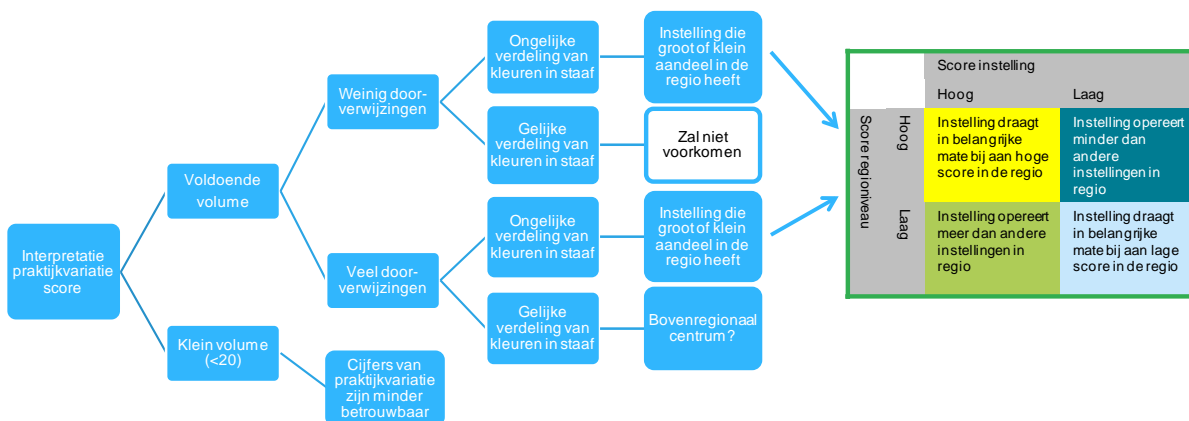 Interpretatie
praktijkvariatie
score
Voldoende
volume
Klein volume
(<20)
Weinig door-
verwijzingen
Veel door-
verwijzingen
Cijfers van
praktijkvariatie
zijn minder
betrouwbaar
Ongelijke
verdeling van
kleuren in staaf
Gelijke
verdeling van
kleuren in staaf
Ongelijke
verdeling van
kleuren in staaf
Gelijke
verdeling van
kleuren in staaf
Instelling die
groot of klein
aandeel in de
regio heeft
Zal niet
voorkomen
Instelling die
groot of klein
aandeel in de
regio heeft
Bovenregionaal
centrum?
Score instelling
Hoog
Laag
Score regioniveau
Hoog
Instelling draagt
in belangrijke
mate bij aan hoge
score in de regio
Instelling opereert
minder dan
andere
instellingen in
regio
Laag
Instelling opereert
meer dan andere
instellingen in
regio
Instelling draagt
in belangrijke
mate bij aan lage
score in de regio